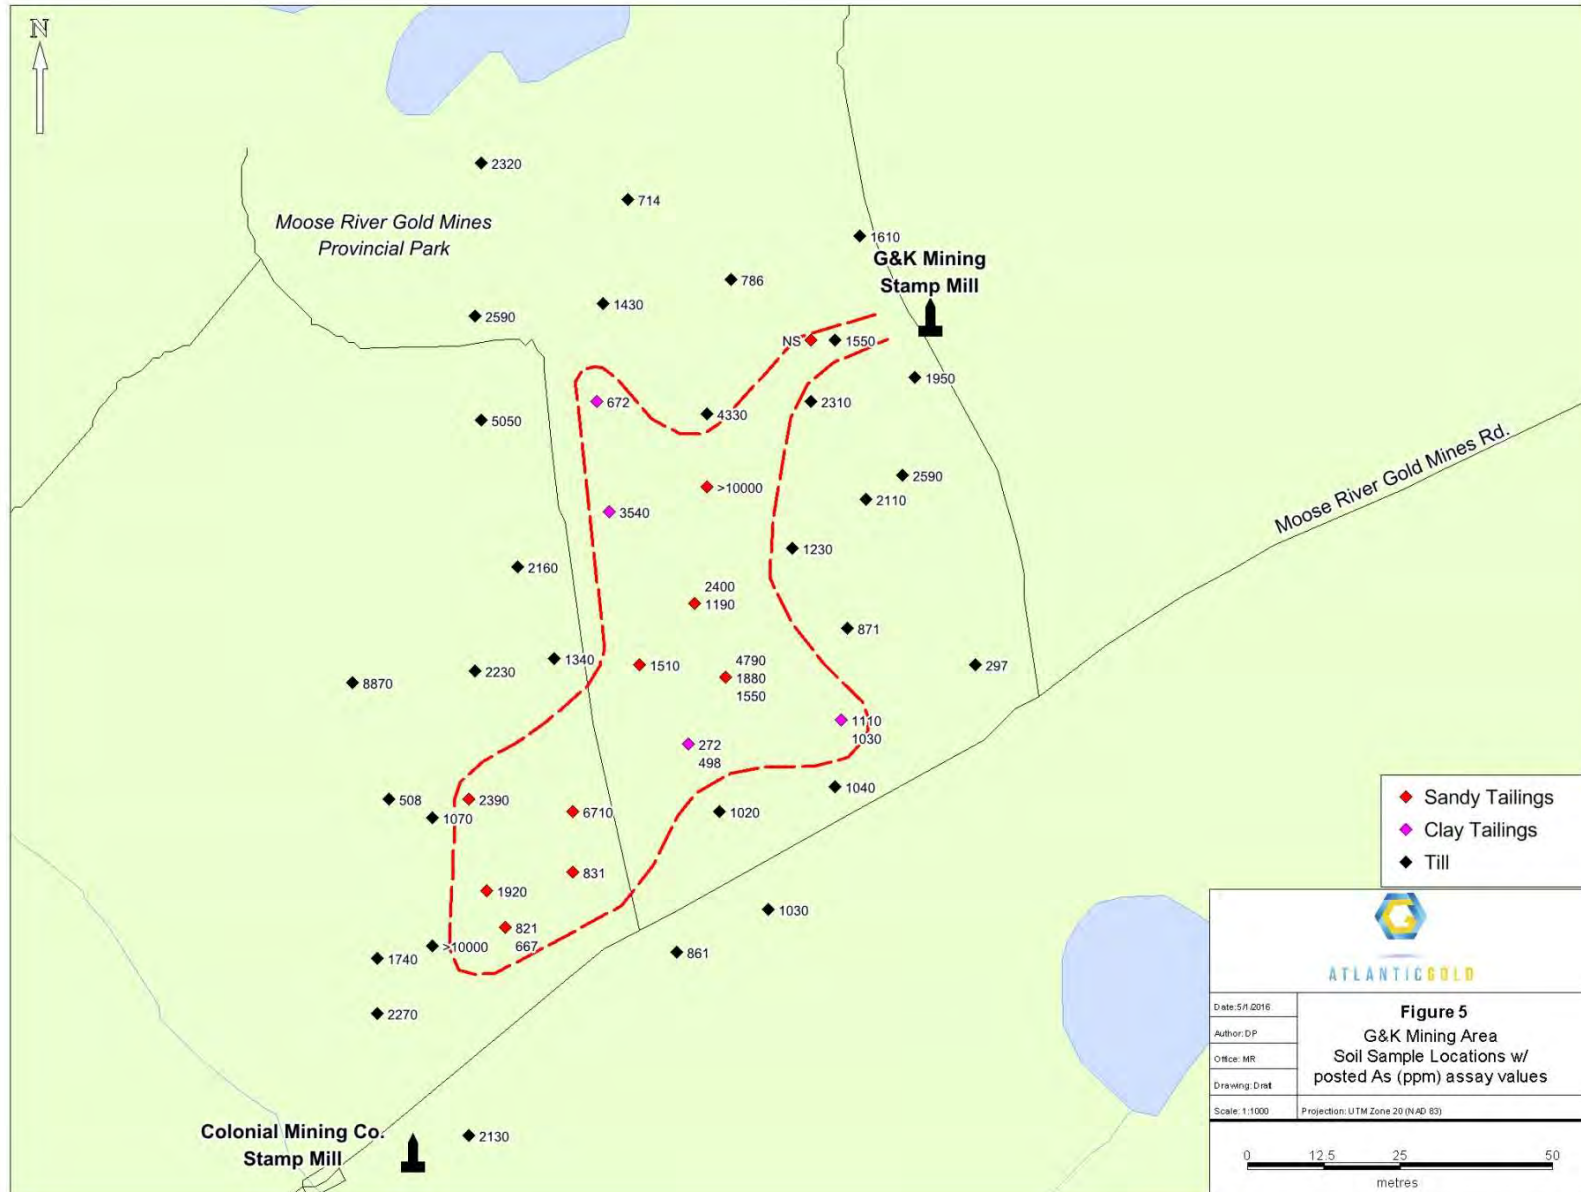 N
2320
714
Moose River Gold Mines
Provincial Park
1610
G&K Mining
Stamp Mill
786
1430
2590
NS
1550
1950
672
2310
4330
5050
Moose River Gold Mines Rd.
2590
>10000
2110
3540
1230
2160
2400
1190
871
1340
1510
297
2230
4790
1880
1550
8870
1110
1030
272
498
1040
508
2390
1070
6710
1020
Sandy Tailings
Clay Tailings
Till
831
1920
1030
821
667
>10000
861
1740
2270
ATLANTICGOLD
Date:5/1/2016
Author: DP
Office: MR
Drawing: Drat
Scale: 1:1000
Figure 5
G&K Mining Area
Soil Sample Locations w/
posted As (ppm) assay values
Projection: UTM Zone 20 (NAD 83)
Colonial Mining Co.
Stamp Mill
2130
0 12.5 25 50
metres